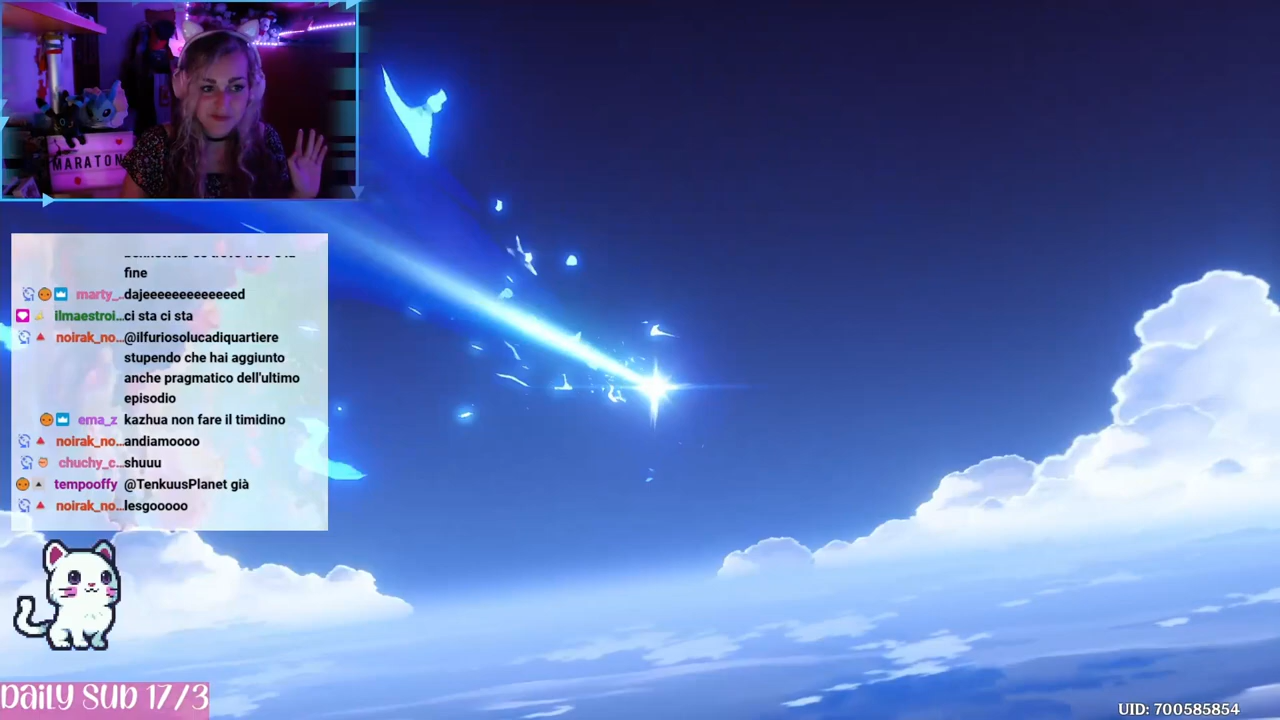 MARATON
fine
marty_... dajeeeeeeeeeeeed
ilmaestroi... ci sta ci sta
noirak_no... @ilfuriosolucadiquartiere
stupendo che hai aggiunto
anche pragmatico dell'ultimo
episodio
ema_z kazhua non fare il timidino
noirak_no... andiamoooo
chuchy_c... shuuu
tempooffy @TenkuusPlanet già
noirak_no... lesgooooo
Daily Sub 17/3
UID: 700585854